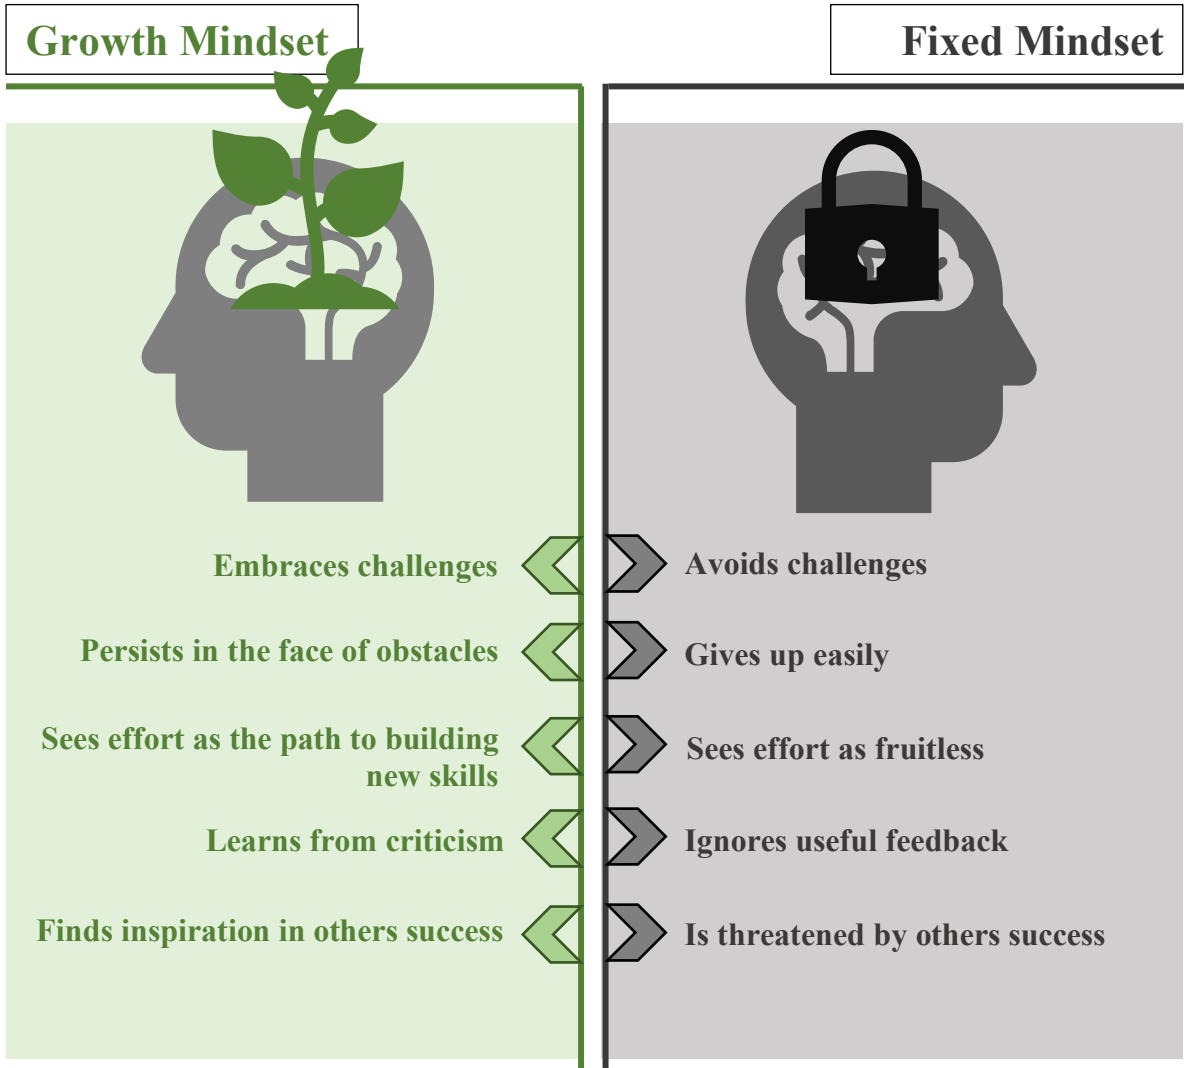 Growth Mindset
Embraces challenges
Persists in the face of obstacles
Sees effort as the path to building
new skills
Learns from criticism
Finds inspiration in others success
Fixed Mindset
Avoids challenges
Gives up easily
Sees effort as fruitless
Ignores useful feedback
Is threatened by others success